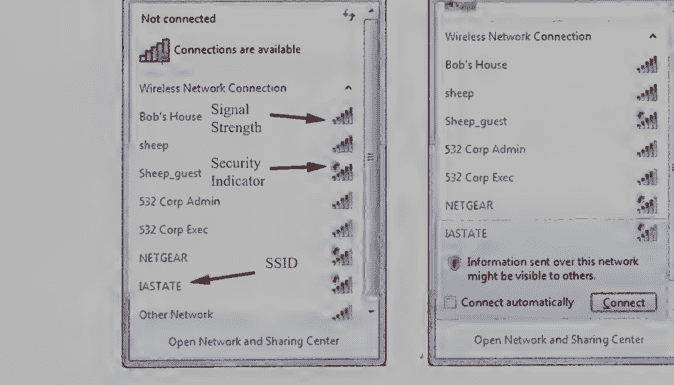 Not connected
Connections are available
Wireless Network Connection
Bob's House
Signal
Strength
sheep
Sheep_guest
Security
Indicator
532 Corp Admin
532 Corp Exec
NETGEAR
SSID
IASTATE
Other Network
Open Network and Sharing Center
Wireless Network Connection
Bob's House
sheep
Sheep_guest
532 Corp Admin
532 Corp Exec
NETGEAR
IASTATE
Information sent over this network
might be visible to others.
Connect automatically
Connect
Open Network and Sharing Center